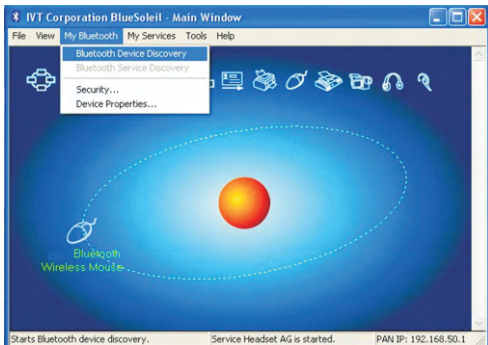 IVT Corporation BlueSoleil - Main Window
File View My Bluetooth My Services Tools Help
Bluetooth Device Discovery
Bluetooth Service Discovery
Security...
Device Properties...
Bluetooth
Wireless Mouse
Starts Bluetooth device discovery. Service Headset AG is started. PAN IP: 192.168.50.1